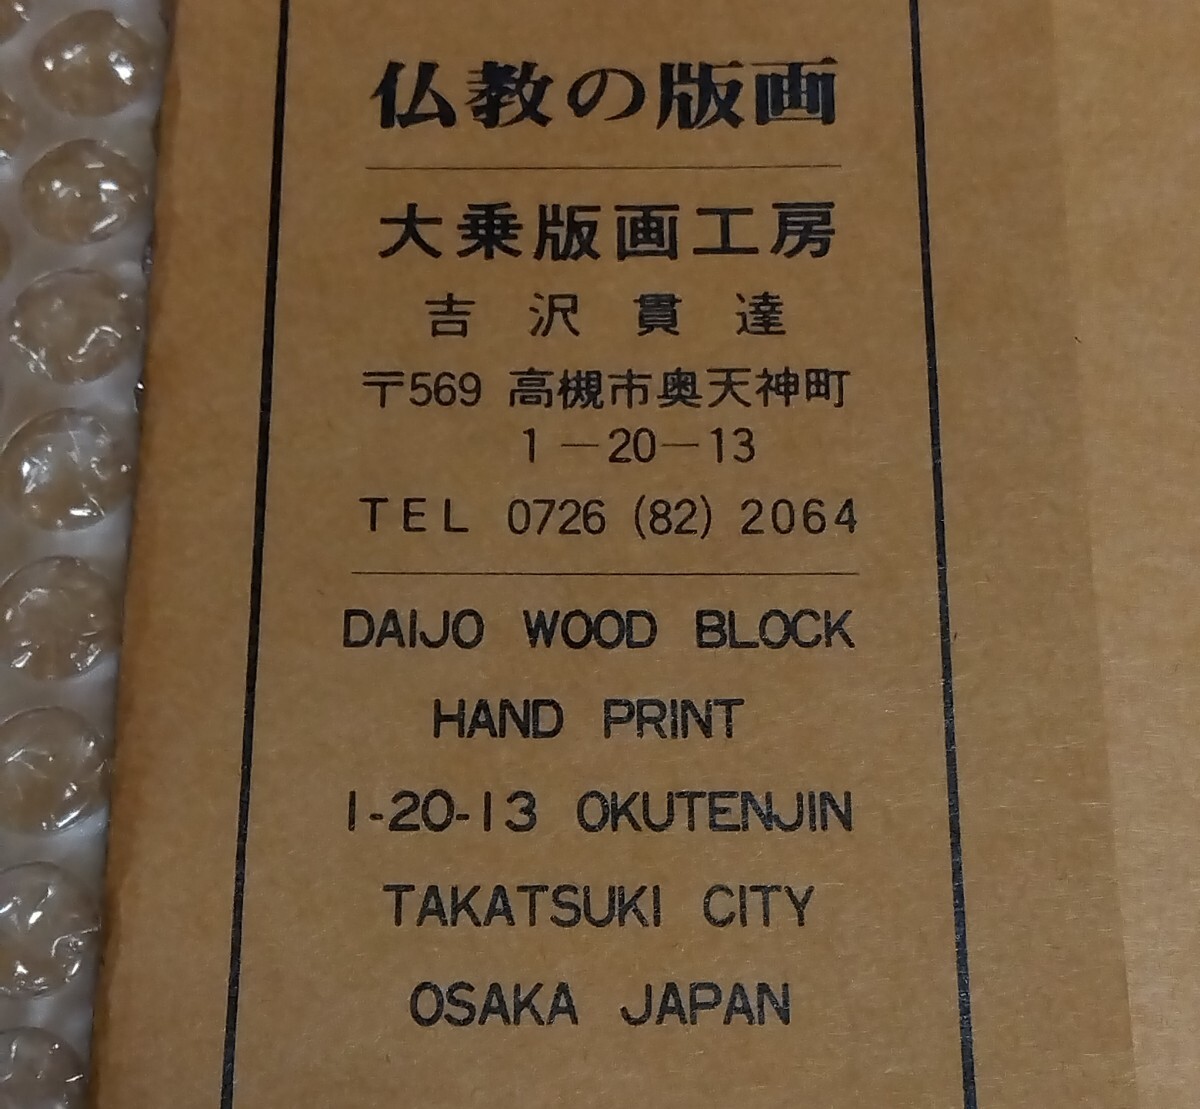 仏教の版画
大乗版画工房
吉沢貫達
〒569 高槻市奥天神町
1－20－13
TEL 0726 (82) 2064
DAIJO WOOD BLOCK
HAND PRINT
1-20-13 OKUTENJIN
TAKATSUKI CITY
OSAKA JAPAN